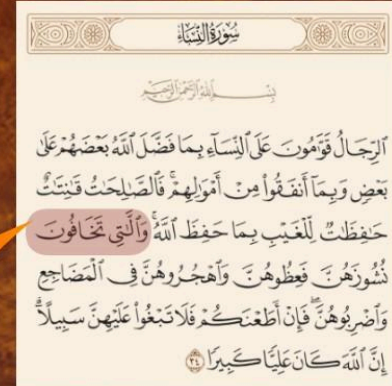 سُورَةُ النِّسَاءِ
بِسْمِ اللَّهِ الرَّحْمَٰنِ الرَّحِيمِ
الرِّجَالُ قَوَّامُونَ عَلَى النِّسَاءِ بِمَا فَضَّلَ اللَّهُ بَعْضَهُمْ عَلَىٰ
بَعْضٍ وَبِمَا أَنفَقُوا مِنْ أَمْوَالِهِمْ ۚ فَالصَّالِحَاتُ قَانِتَاتٌ
حَافِظَاتٌ لِّلْغَيْبِ بِمَا حَفِظَ اللَّهُ ۚ وَاللَّاتِي تَخَافُونَ
نُشُوزَهُنَّ فَعِظُوهُنَّ وَاهْجُرُوهُنَّ فِي الْمَضَاجِعِ
وَاضْرِبُوهُنَّ ۖ فَإِنْ أَطَعْنَكُمْ فَلَا تَبْغُوا عَلَيْهِنَّ سَبِيلًا ۗ
إِنَّ اللَّهَ كَانَ عَلِيًّا كَبِيرًا ٣٤